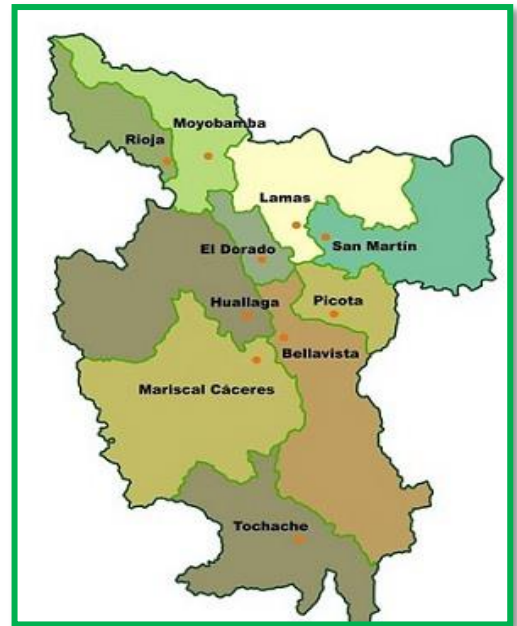 Moyobamba
Rioja
Lamas
San Martín
El Dorado
Huallaga
Picota
Bellavista
Mariscal Cáceres
Tochache